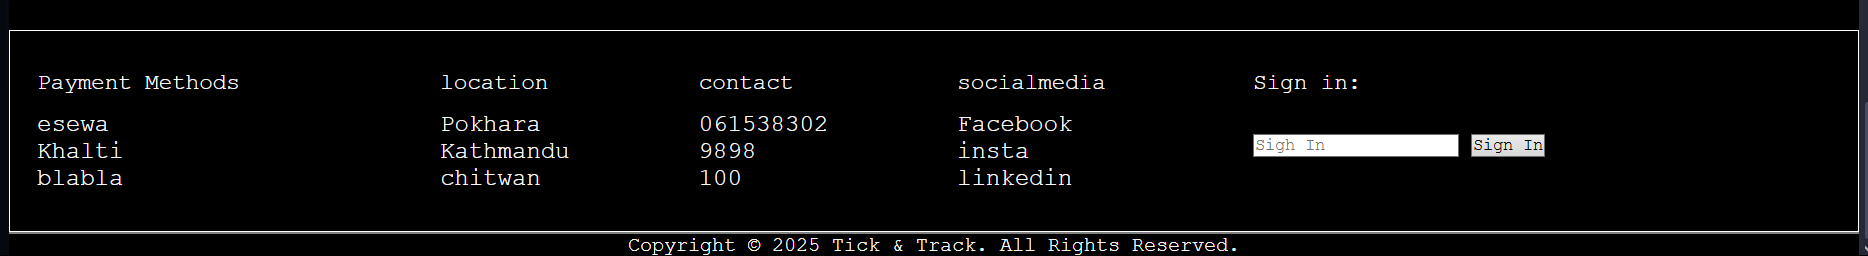 Payment Methods
esewa
Khalti
blabla
location
Pokhara
Kathmandu
chitwan
contact
061538302
9898
100
socialmedia
Facebook
insta
linkedin
Sign in:
Sigh In
Sign In
Copyright © 2025 Tick & Track. All Rights Reserved.